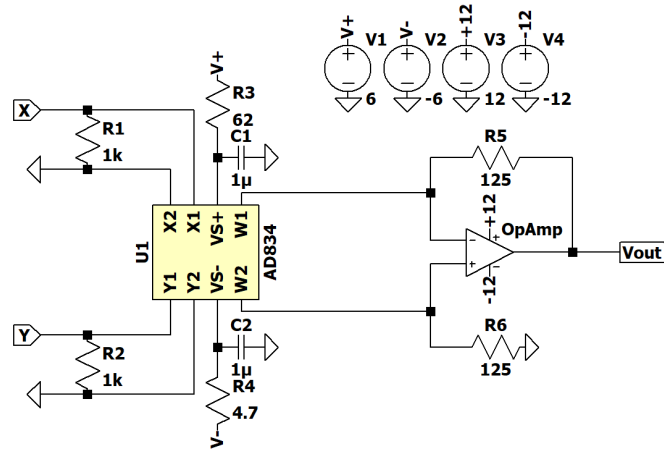 V+ V1 6
V- V2 -6
+12 V3 12
-12 V4 -12
X
R1
1k
V+
R3
62
C1
1µ
U1
X2 X1 VS+ W1
Y1 Y2 VS- W2
AD834
R5
125
+12
OpAmp
-12
Vout
Y
R2
1k
C2
1µ
R4
4.7
V-
R6
125